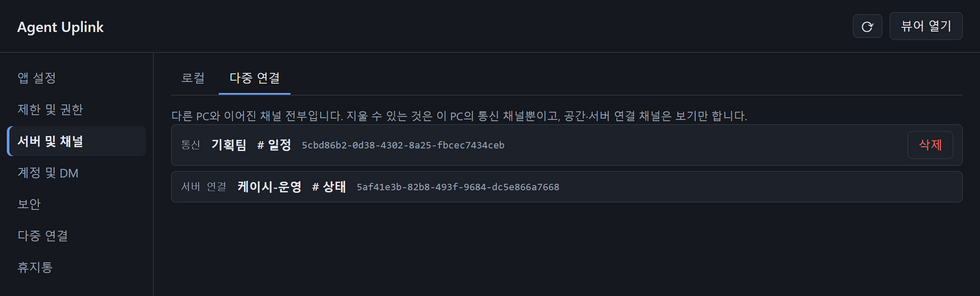 Agent Uplink
뷰어 열기
앱 설정
제한 및 권한
서버 및 채널
계정 및 DM
보안
다중 연결
휴지통
로컬 다중 연결
다른 PC와 이어진 채널 전부입니다. 지울 수 있는 것은 이 PC의 통신 채널뿐이고, 공간·서버 연결 채널은 보기만 합니다.
통신 기획팀 # 일정 5cbd86b2-0d38-4302-8a25-fbcec7434ceb 삭제
서버 연결 케이시-운영 # 상태 5af41e3b-82b8-493f-9684-dc5e866a7668